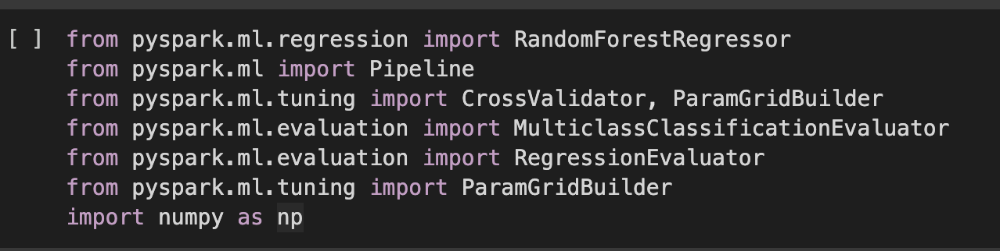 [ ] from pyspark.ml.regression import RandomForestRegressor
from pyspark.ml import Pipeline
from pyspark.ml.tuning import CrossValidator, ParamGridBuilder
from pyspark.ml.evaluation import MulticlassClassificationEvaluator
from pyspark.ml.evaluation import RegressionEvaluator
from pyspark.ml.tuning import ParamGridBuilder
import numpy as np